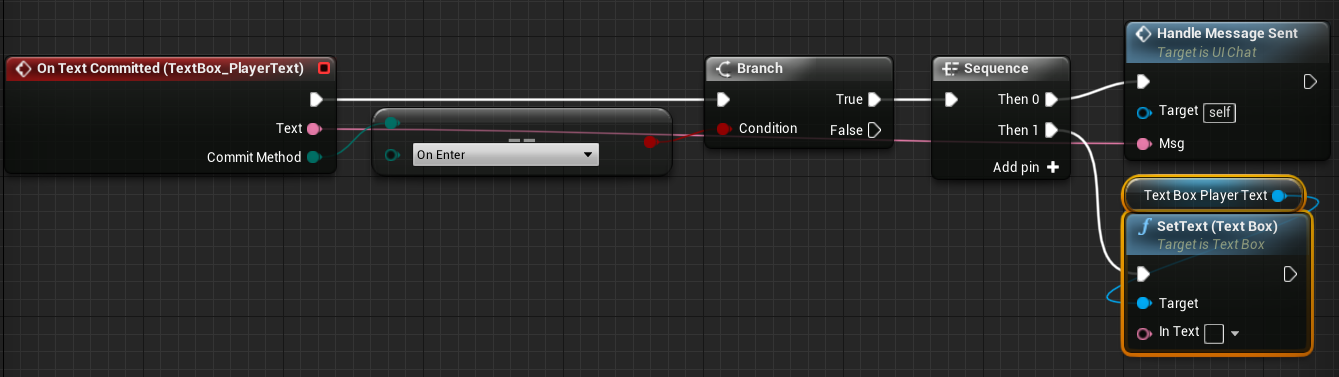 On Text Committed (TextBox_PlayerText)
Text
Commit Method
==
On Enter
Branch
True
Condition
False
Sequence
Then 0
Then 1
Add pin +
Handle Message Sent
Target is UI Chat
Target self
Msg
Text Box Player Text
f SetText (Text Box)
Target is Text Box
Target
In Text